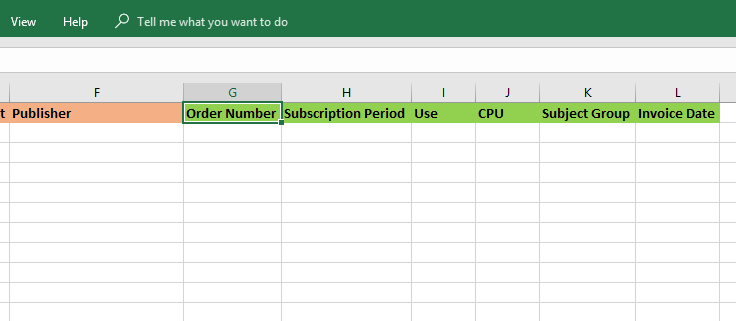 View Help Tell me what you want to do
F G H I J K L
t Publisher Order Number Subscription Period Use CPU Subject Group Invoice Date